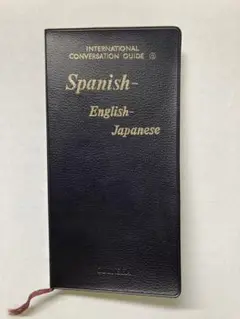 INTERNATIONAL
CONVERSATION GUIDE
Spanish-
English-
Japanese